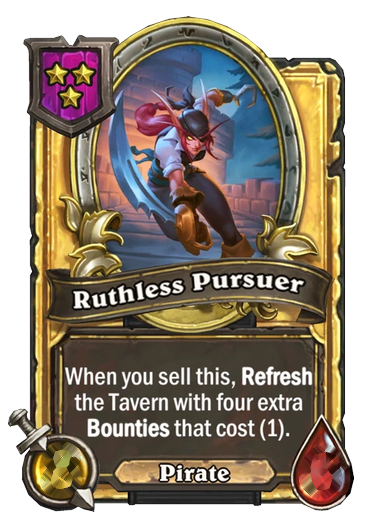 Ruthless Pursuer
When you sell this, Refresh
the Tavern with four extra
Bounties that cost (1).
Pirate